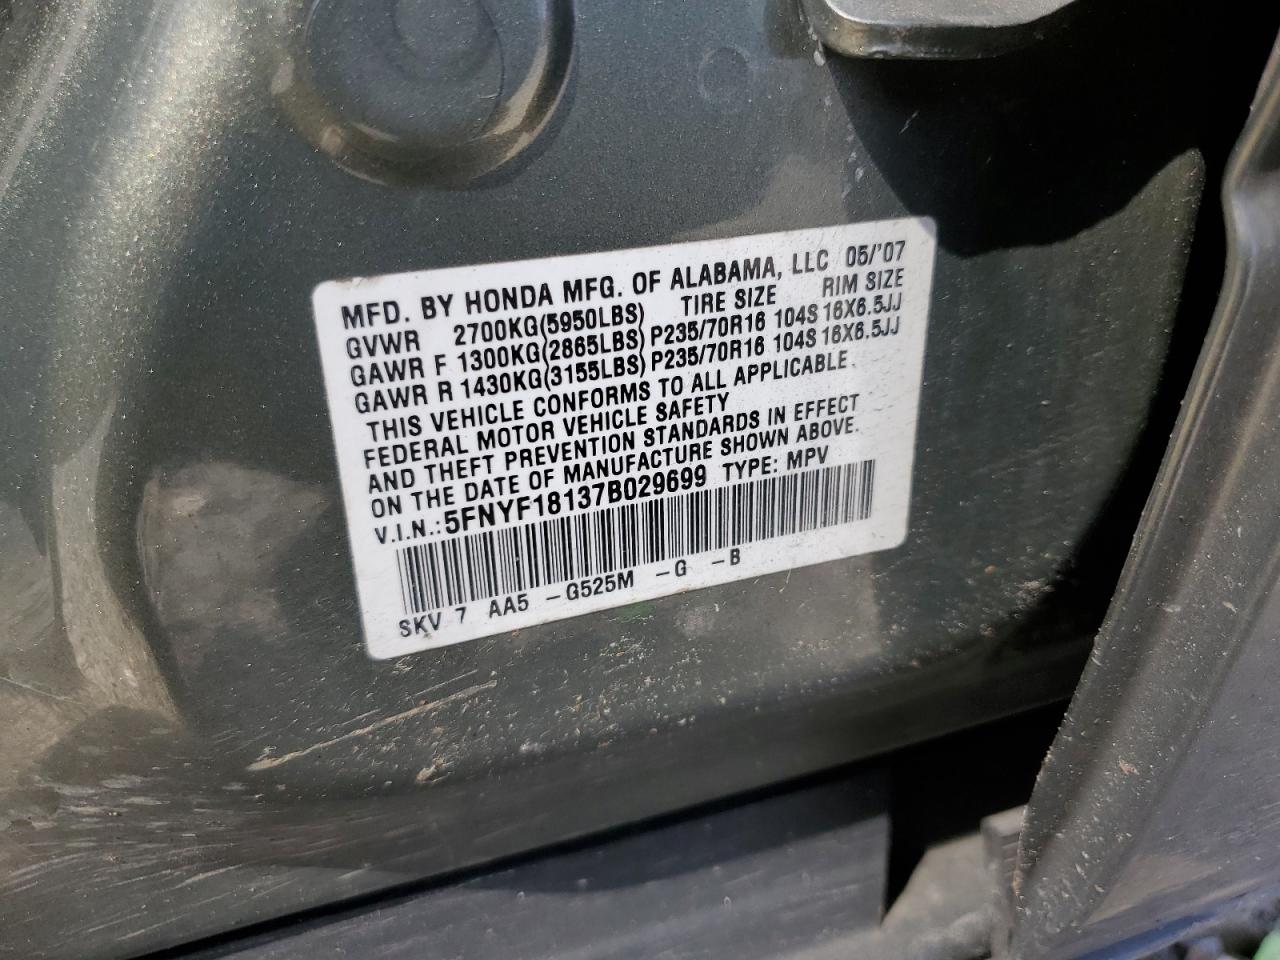 MFD. BY HONDA MFG. OF ALABAMA, LLC 05/'07
GVWR 2700KG(5950LBS) TIRE SIZE RIM SIZE
GAWR F 1300KG(2865LBS) P235/70R16 104S 16X6.5JJ
GAWR R 1430KG(3155LBS) P235/70R16 104S 16X6.5JJ
THIS VEHICLE CONFORMS TO ALL APPLICABLE
FEDERAL MOTOR VEHICLE SAFETY
AND THEFT PREVENTION STANDARDS IN EFFECT
ON THE DATE OF MANUFACTURE SHOWN ABOVE.
V.I.N.:5FNYF18137B029699 TYPE: MPV
SKV 7 AA5 -G525M -G -B